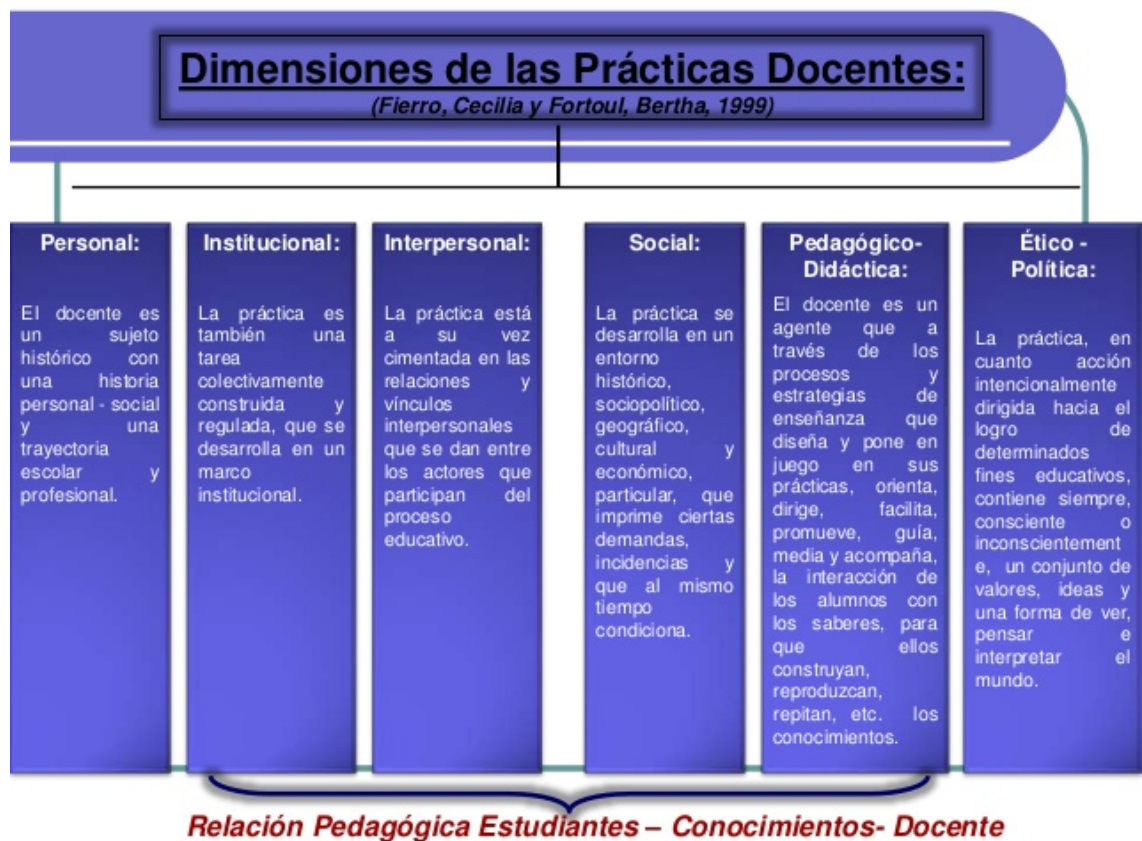 Dimensiones de las Prácticas Docentes:
(Fierro, Cecilia y Fortoul, Bertha, 1999)
Personal:
El docente es
un sujeto
histórico con
una historia
personal - social
y una
trayectoria
escolar y
profesional.
Institucional:
La práctica es
también una
tarea
colectivamente
construida y
regulada, que se
desarrolla en un
marco
institucional.
Interpersonal:
La práctica está
a su vez
cimentada en las
relaciones y
vínculos
interpersonales
que se dan entre
los actores que
participan del
proceso
educativo.
Social:
La práctica se
desarrolla en un
entorno
histórico,
sociopolítico,
geográfico,
cultural y
económico,
particular, que
imprime ciertas
demandas,
incidencias y
que al mismo
tiempo
condiciona.
Pedagógico-
Didáctica:
El docente es un
agente que a
través de los
procesos y
estrategias de
enseñanza que
diseña y pone en
juego en sus
prácticas, orienta,
dirige, facilita,
promueve, guía,
media y acompaña,
la interacción de
los alumnos con
los saberes, para
que ellos
construyan,
reproduzcan,
repitan, etc. los
conocimientos.
Ético -
Política:
La práctica, en
cuanto acción
intencionalmente
dirigida hacia el
logro de
determinados
fines educativos,
contiene siempre,
consciente o
inconscientement
e, un conjunto de
valores, ideas y
una forma de ver,
pensar e
interpretar el
mundo.
Relación Pedagógica Estudiantes – Conocimientos- Docente